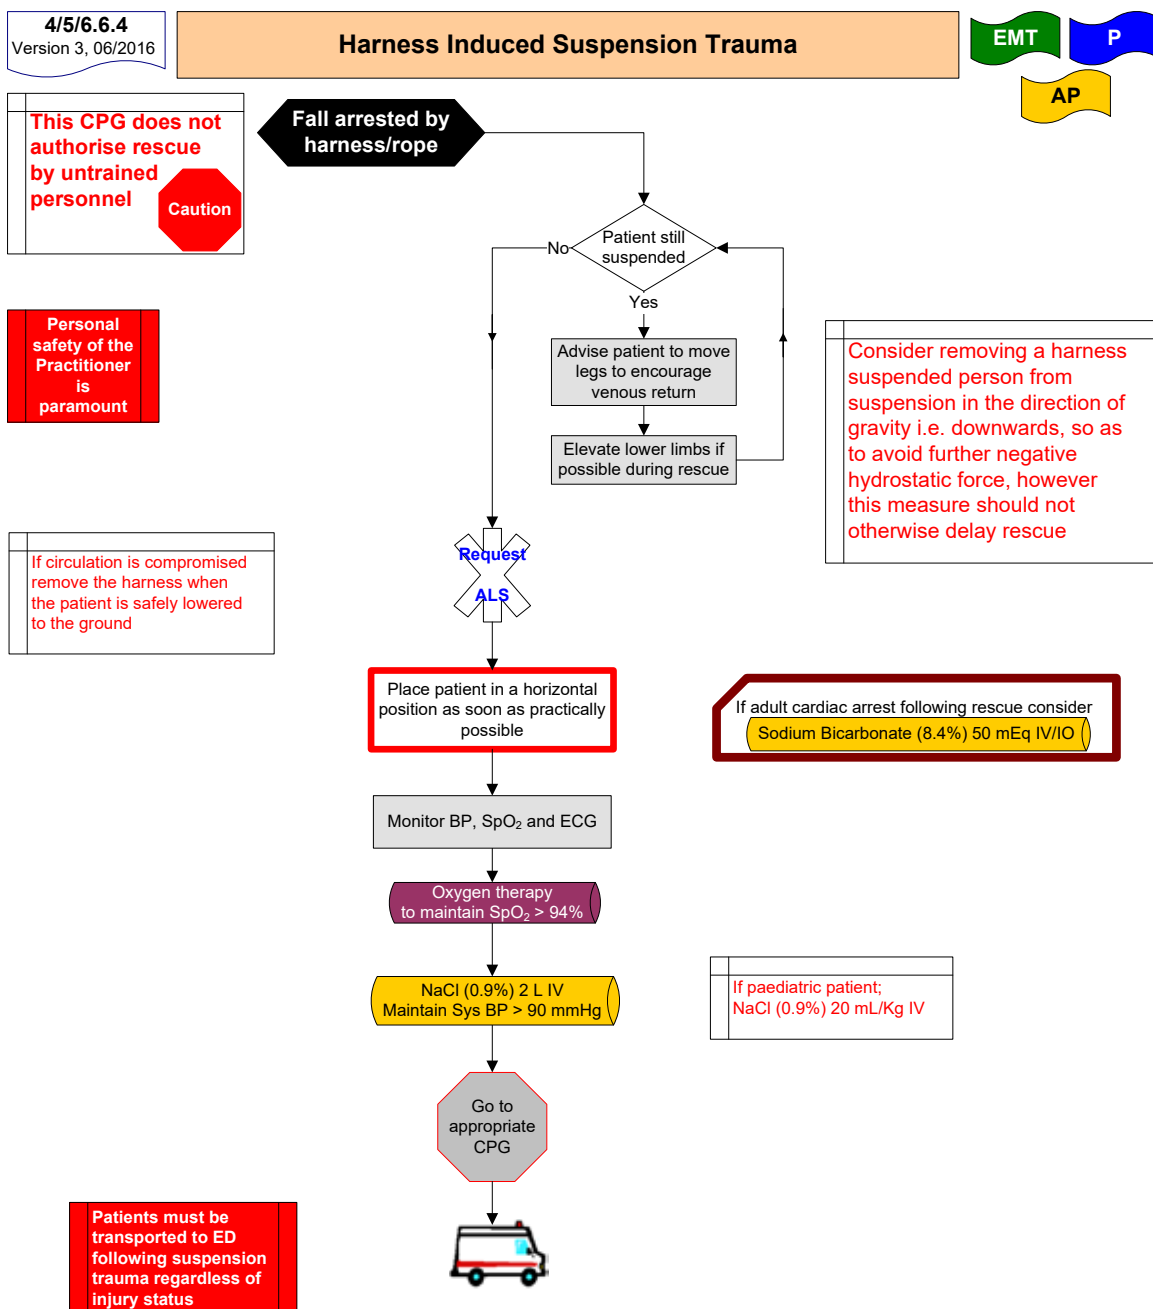 4/5/6.6.4
Version 3, 06/2016
Harness Induced Suspension Trauma
EMT
P
AP
This CPG does not
authorise rescue
by untrained
personnel
Caution
Fall arrested by
harness/rope
Patient still
suspended
No
Yes
Advise patient to move
legs to encourage
venous return
Elevate lower limbs if
possible during rescue
Personal
safety of the
Practitioner
is
paramount
Consider removing a harness
suspended person from
suspension in the direction of
gravity i.e. downwards, so as
to avoid further negative
hydrostatic force, however
this measure should not
otherwise delay rescue
If circulation is compromised
remove the harness when
the patient is safely lowered
to the ground
Request
ALS
Place patient in a horizontal
position as soon as practically
possible
If adult cardiac arrest following rescue consider
Sodium Bicarbonate (8.4%) 50 mEq IV/IO
Monitor BP, SpO₂ and ECG
Oxygen therapy
to maintain SpO₂ > 94%
NaCl (0.9%) 2 L IV
Maintain Sys BP > 90 mmHg
If paediatric patient;
NaCl (0.9%) 20 mL/Kg IV
Go to
appropriate
CPG
Patients must be
transported to ED
following suspension
trauma regardless of
injury status